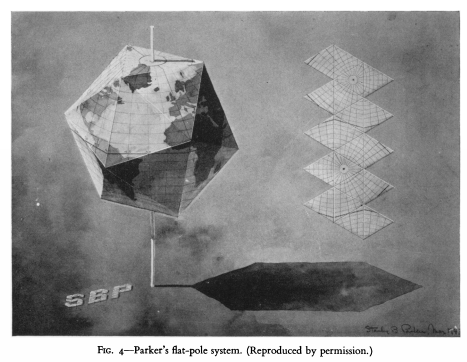 SBP
FIG. 4—Parker's flat-pole system. (Reproduced by permission.)